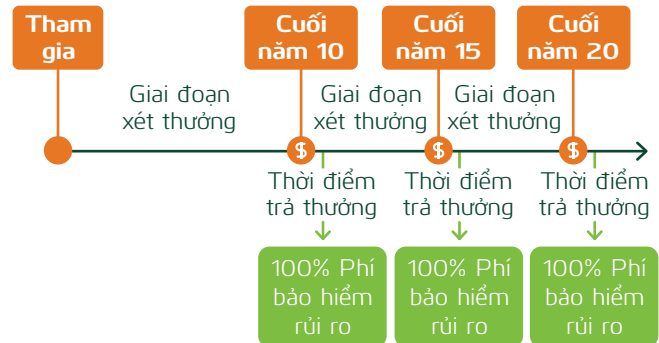 Tham
gia
Cuối
năm 10
Cuối
năm 15
Cuối
năm 20
Giai đoạn
xét thưởng
Giai đoạn
xét thưởng
Giai đoạn
xét thưởng
$
$
$
Thời điểm
trả thưởng
Thời điểm
trả thưởng
Thời điểm
trả thưởng
100% Phí
bảo hiểm
rủi ro
100% Phí
bảo hiểm
rủi ro
100% Phí
bảo hiểm
rủi ro